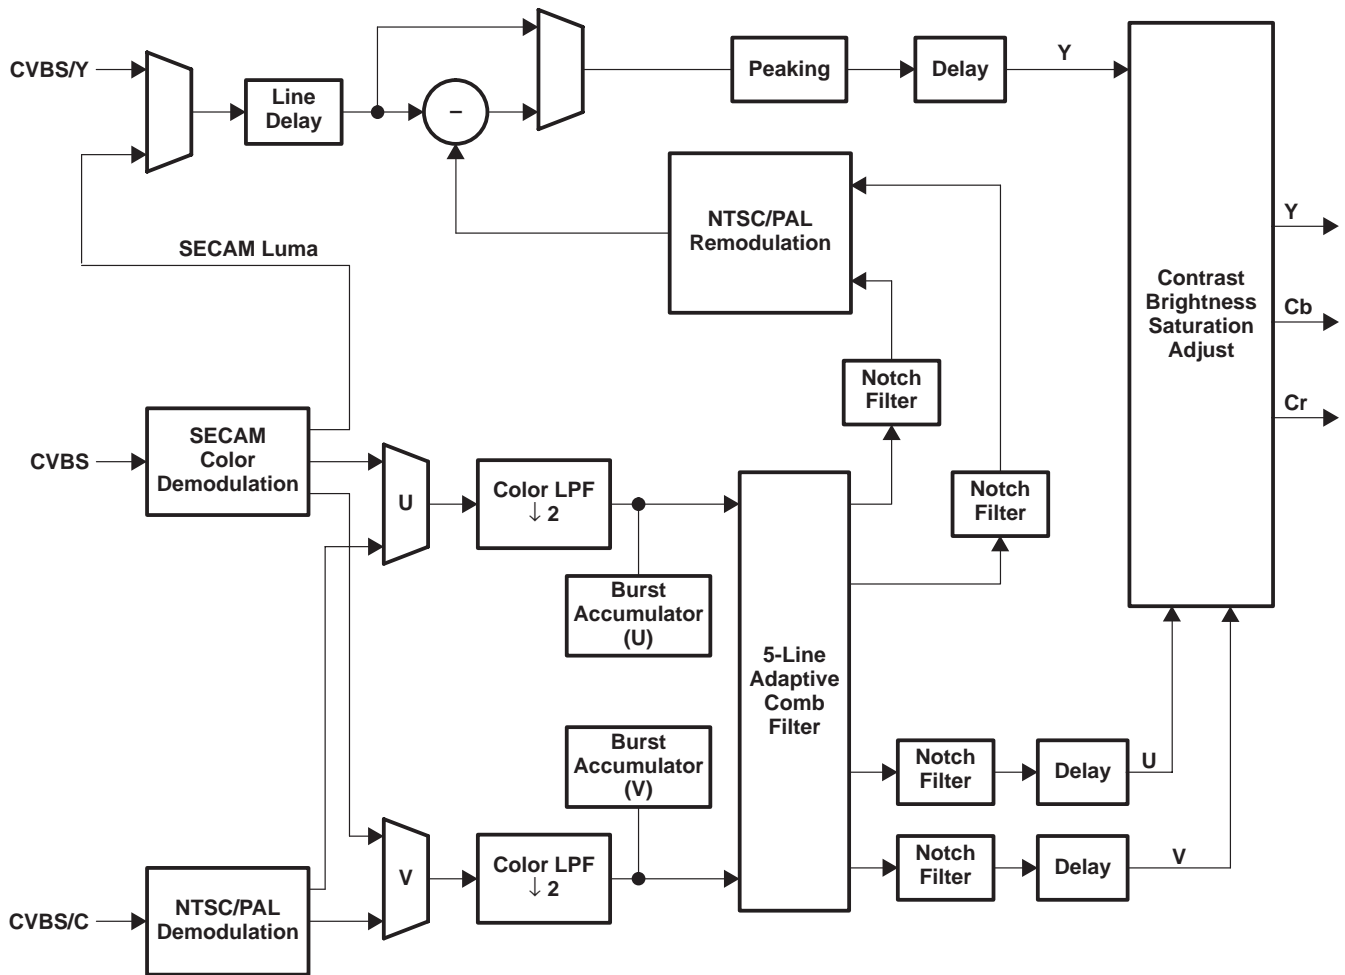 CVBS/Y
Line
Delay
–
Peaking
Delay
Y
NTSC/PAL
Remodulation
SECAM Luma
Contrast
Brightness
Saturation
Adjust
Y
Cb
Cr
Notch
Filter
CVBS
SECAM
Color
Demodulation
U
Color LPF
↓ 2
Notch
Filter
Burst
Accumulator
(U)
5-Line
Adaptive
Comb
Filter
Burst
Accumulator
(V)
Notch
Filter
Delay
U
CVBS/C
NTSC/PAL
Demodulation
V
Color LPF
↓ 2
Notch
Filter
Delay
V